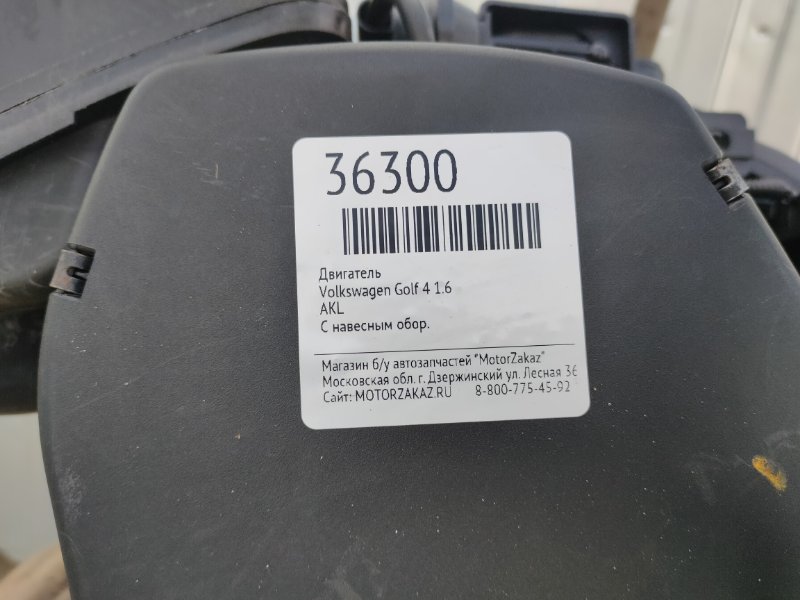 36300
Двигатель
Volkswagen Golf 4 1.6
AKL
С навесным обор.
Магазин б/у автозапчастей "MotorZakaz"
Московская обл. г. Дзержинский ул. Лесная 36
Сайт: MOTORZAKAZ.RU 8-800-775-45-92